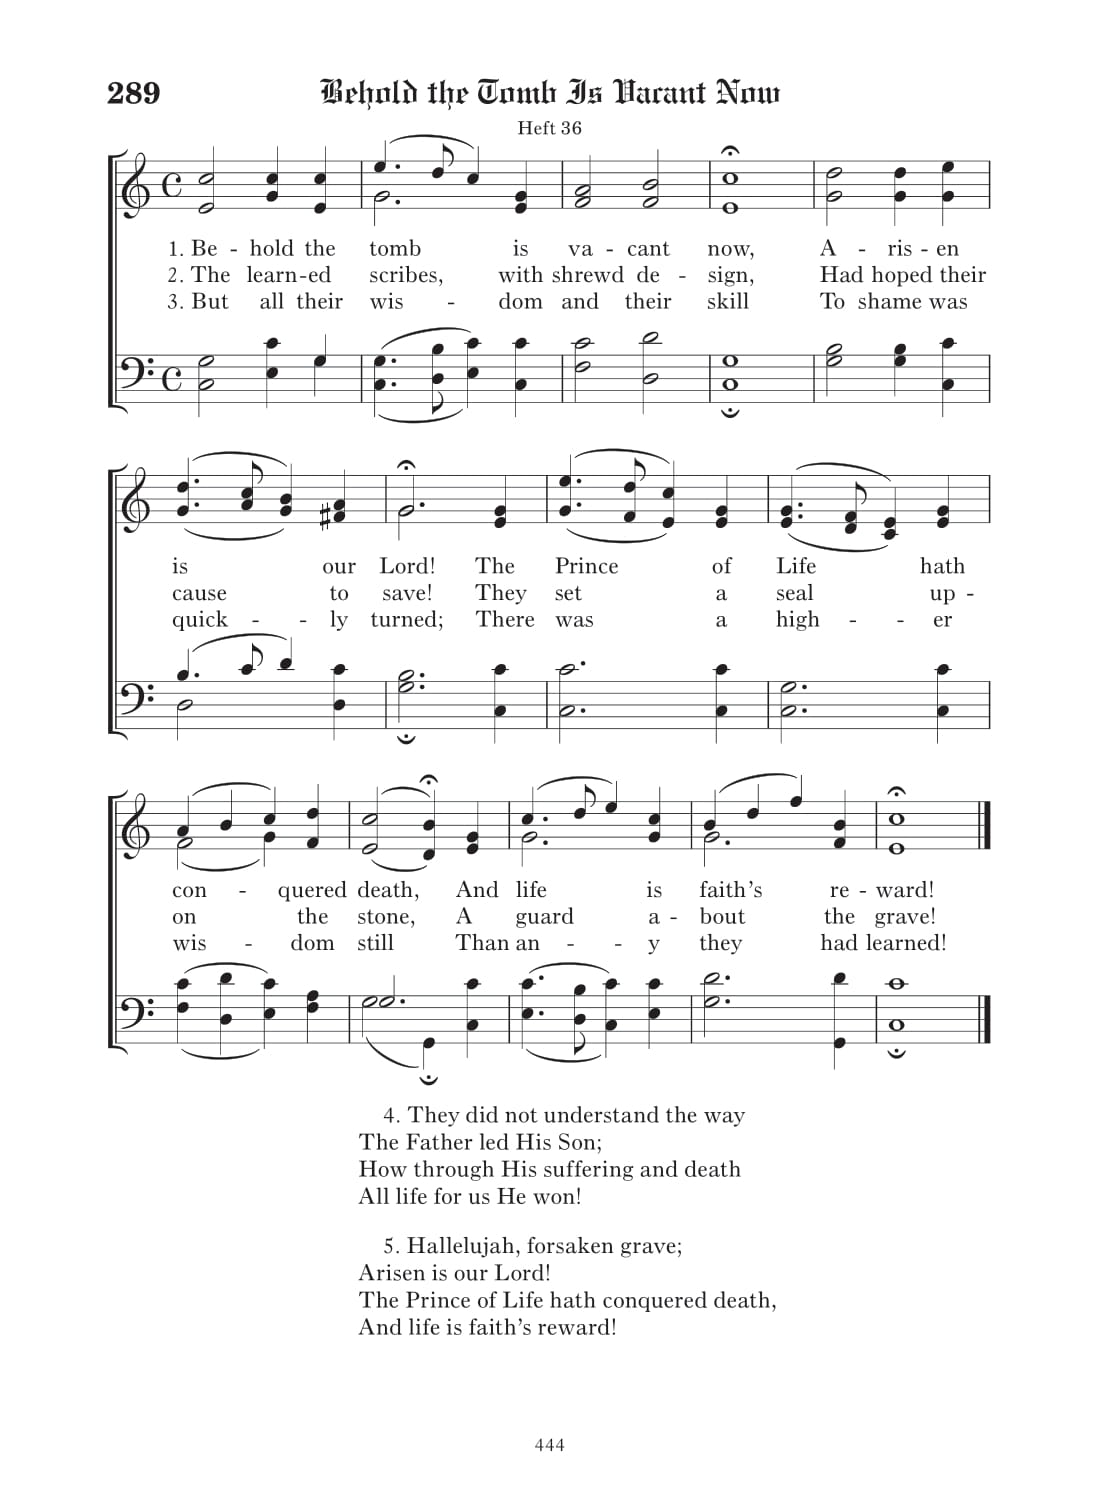 289
Behold the Tomb Is Vacant Now
Heft 36
1. Be - hold the tomb is va - cant now, A - ris - en
2. The learn-ed scribes, with shrewd de - sign, Had hoped their
3. But all their wis - dom and their skill To shame was
is our Lord! The Prince of Life hath
cause to save! They set a seal up -
quick - - ly turned; There was a high - - er
con - quered death, And life is faith's re - ward!
on the stone, A guard a - bout the grave!
wis - dom still Than an - - y they had learned!
4. They did not understand the way
The Father led His Son;
How through His suffering and death
All life for us He won!
5. Hallelujah, forsaken grave;
Arisen is our Lord!
The Prince of Life hath conquered death,
And life is faith's reward!
444